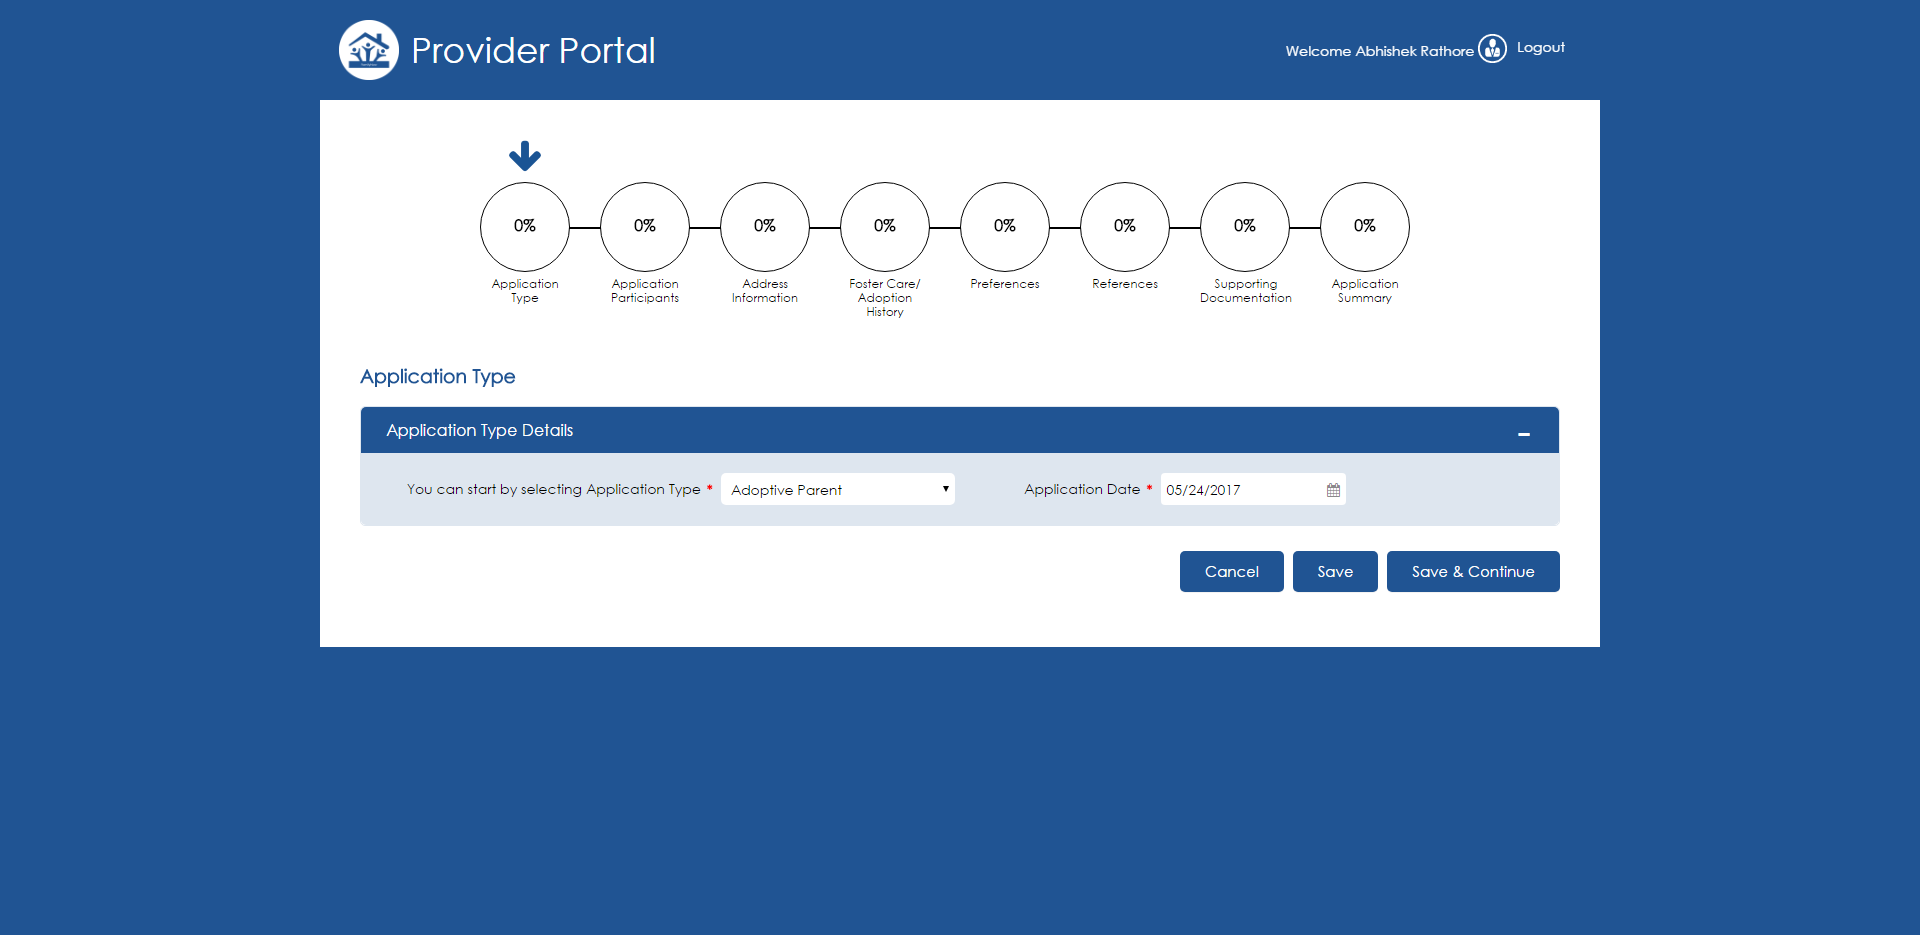 Provider Portal
Welcome Abhishek Rathore
Logout
0% 0% 0% 0% 0% 0% 0% 0%
Application
Type
Application
Participants
Address
Information
Foster Care/
Adoption
History
Preferences
References
Supporting
Documentation
Application
Summary
Application Type
Application Type Details
You can start by selecting Application Type * Adoptive Parent
Application Date * 05/24/2017
Cancel
Save
Save & Continue